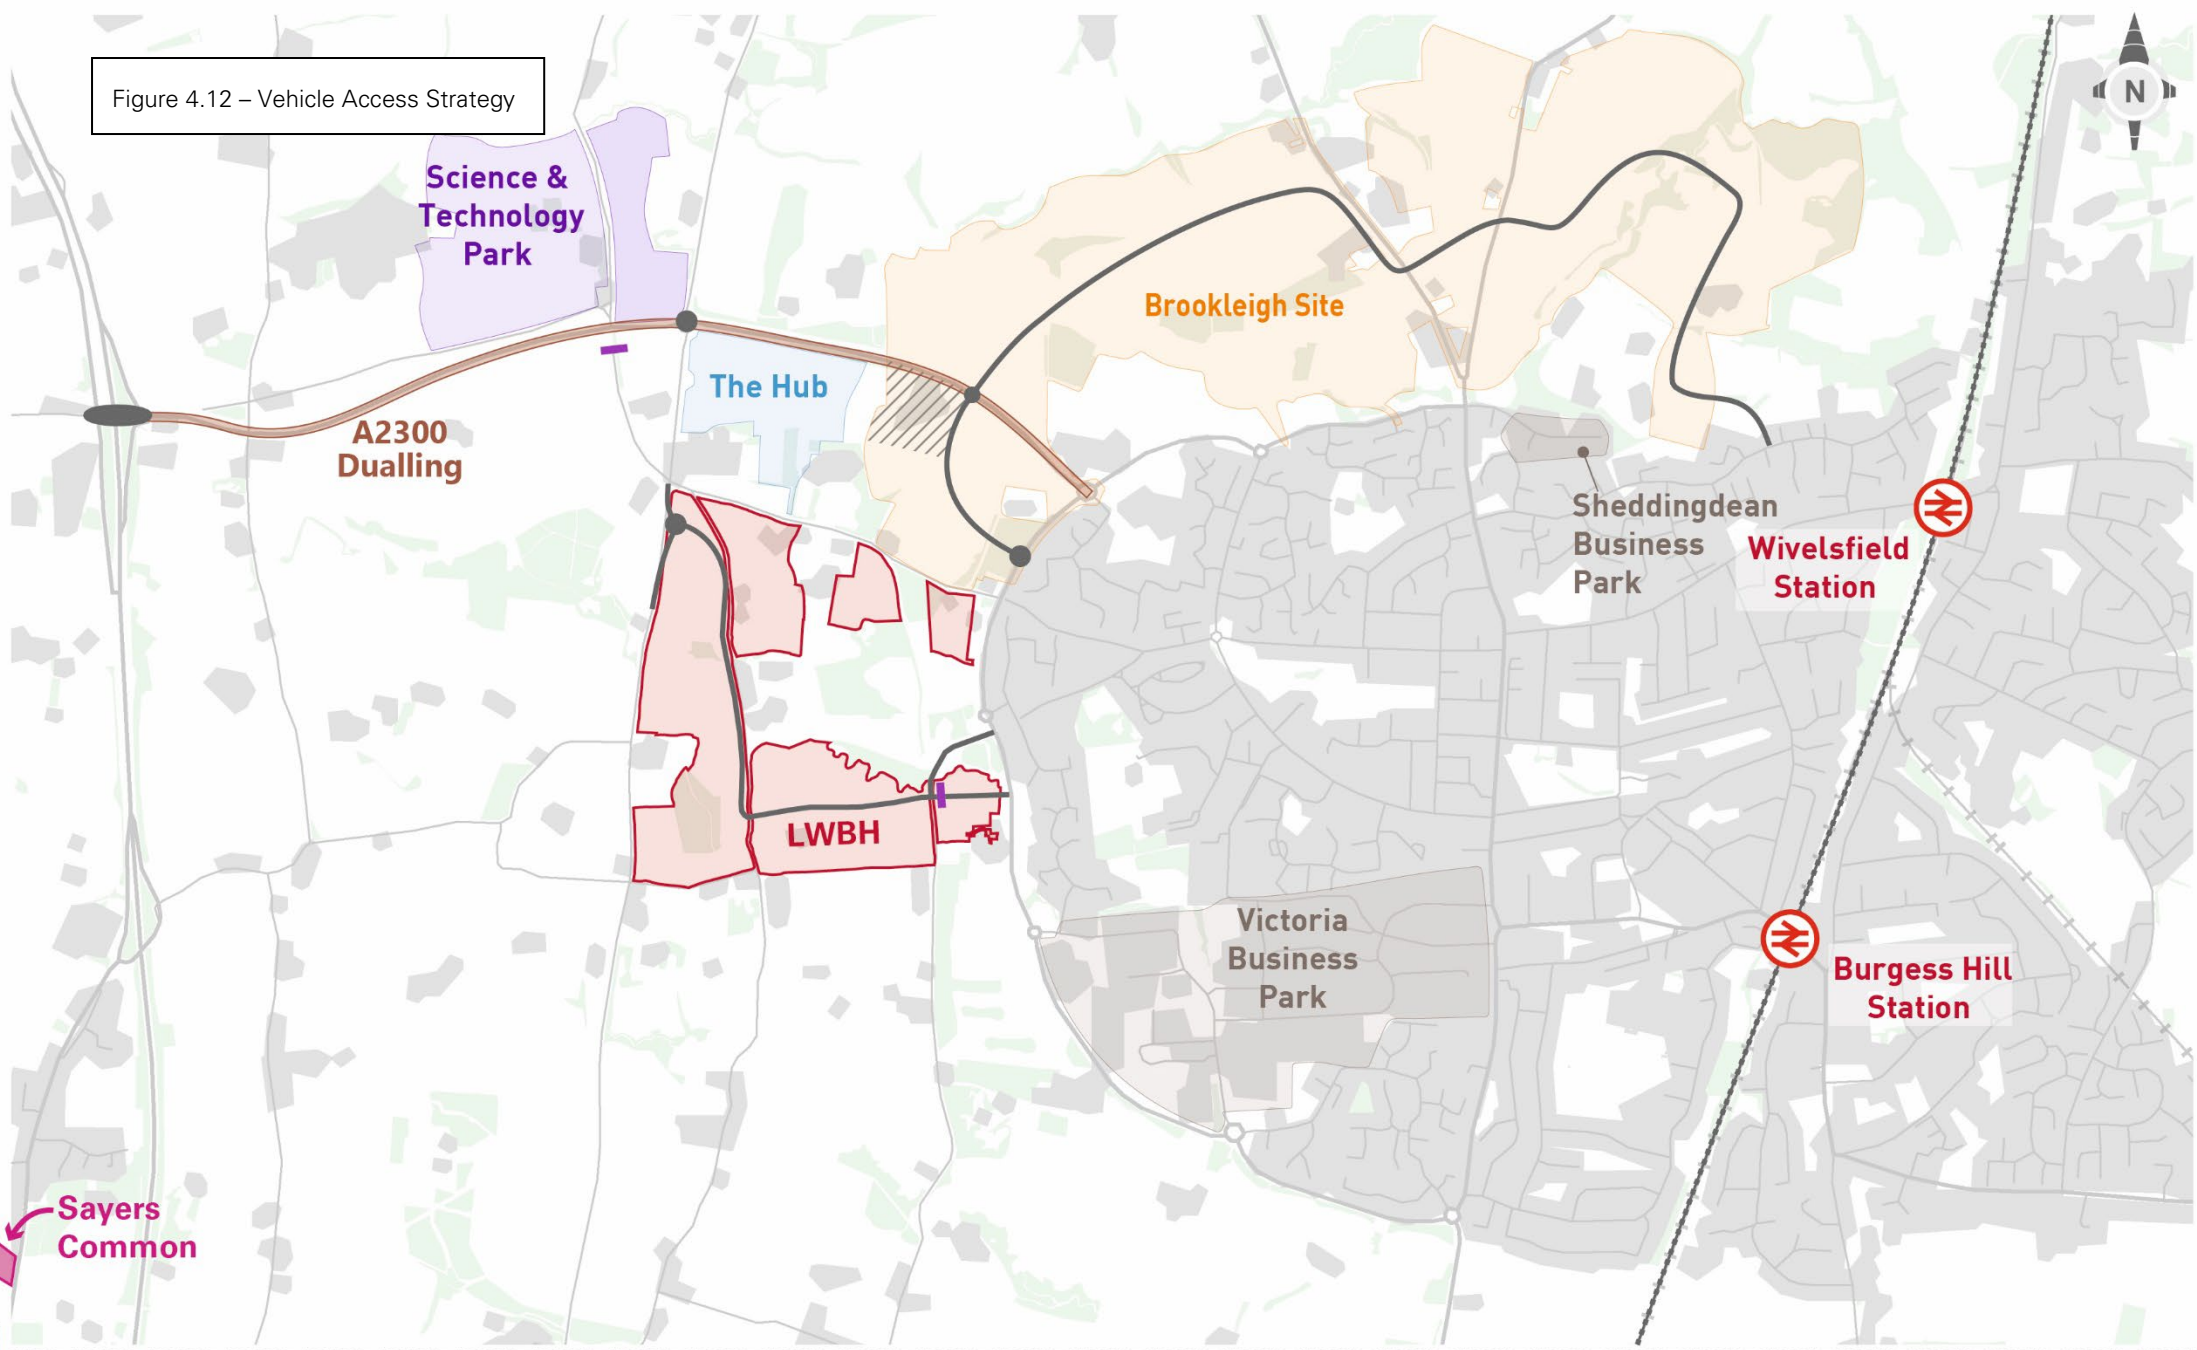 Figure 4.12 – Vehicle Access Strategy
N
Science &
Technology
Park
Brookleigh Site
The Hub
A2300
Dualling
Sheddingdean
Business
Park
Wivelsfield
Station
LWBH
Victoria
Business
Park
Burgess Hill
Station
Sayers
Common